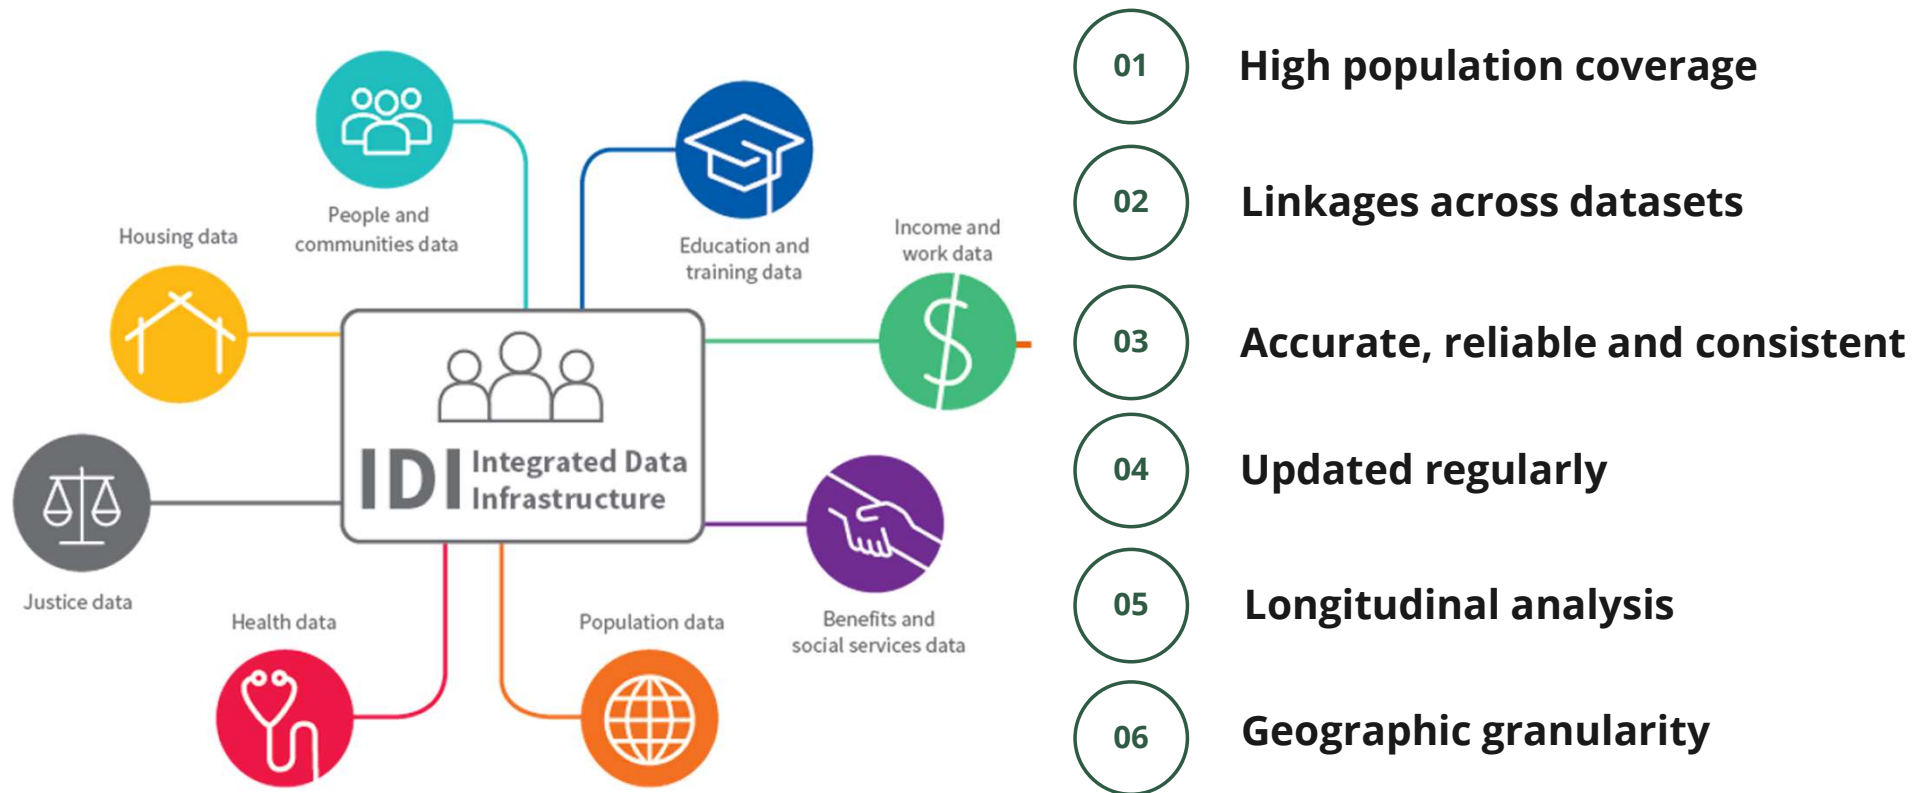 People and
communities data
Education and
training data
Housing data
Income and
work data
IDI
Integrated Data
Infrastructure
Justice data
Health data
Population data
Benefits and
social services data
01
High population coverage
02
Linkages across datasets
03
Accurate, reliable and consistent
04
Updated regularly
05
Longitudinal analysis
06
Geographic granularity